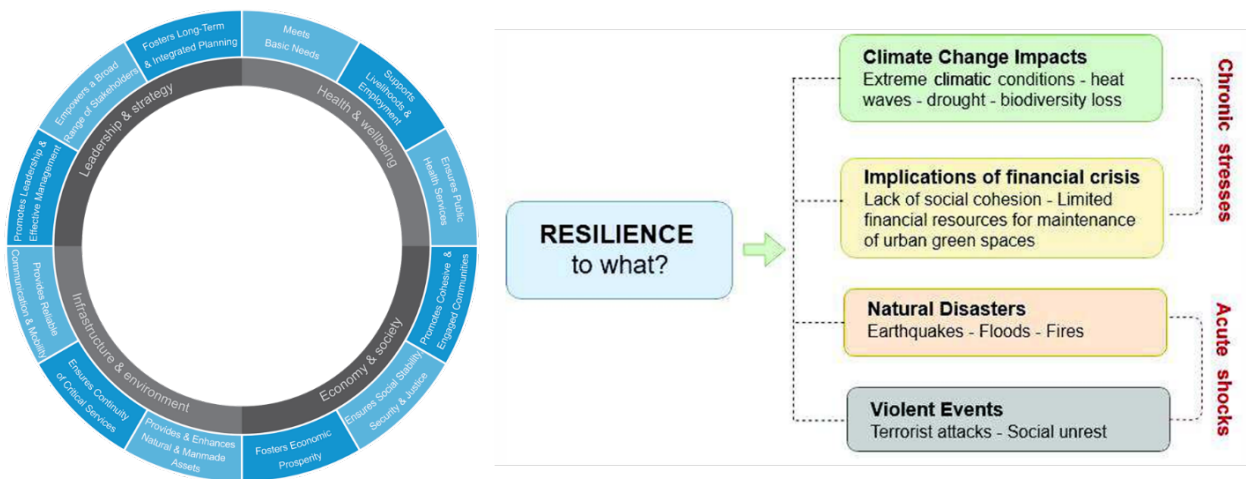 Meets
Basic Needs
Supports
Livelihoods &
Employment
Ensures Public
Health Services
Promotes Cohesive &
Engaged Communities
Ensures Social Stability
Security & Justice
Fosters Economic
Prosperity
Provides & Enhances
Natural & Manmade
Assets
Ensures Continuity
of Critical Services
Provides Reliable
Communication & Mobility
Promotes Leadership &
Effective Management
Empowers a Broad
Range of Stakeholders
Fosters Long-Term
& Integrated Planning
Health & wellbeing
Economy & society
Infrastructure & environment
Leadership & strategy
RESILIENCE
to what?
Climate Change Impacts
Extreme climatic conditions - heat
waves - drought - biodiversity loss
Implications of financial crisis
Lack of social cohesion - Limited
financial resources for maintenance
of urban green spaces
Chronic stresses
Natural Disasters
Earthquakes - Floods - Fires
Violent Events
Terrorist attacks - Social unrest
Acute shocks